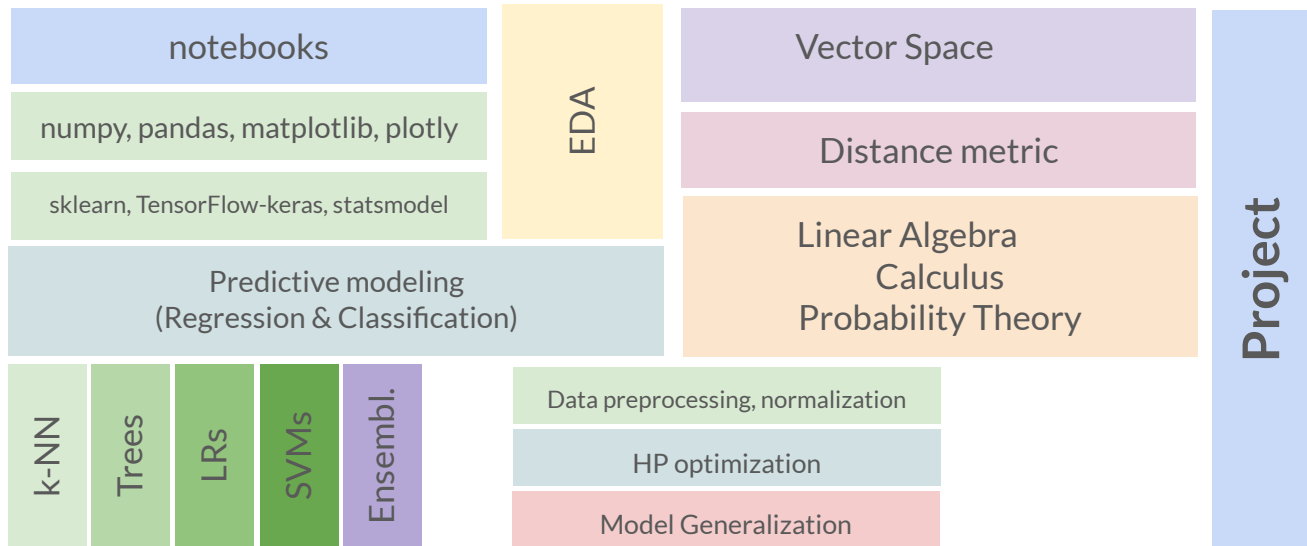 notebooks
numpy, pandas, matplotlib, plotly
sklearn, TensorFlow-keras, statsmodel
EDA
Predictive modeling
(Regression & Classification)
k-NN
Trees
LRs
SVMs
Ensembl.
Vector Space
Distance metric
Linear Algebra
Calculus
Probability Theory
Data preprocessing, normalization
HP optimization
Model Generalization
Project